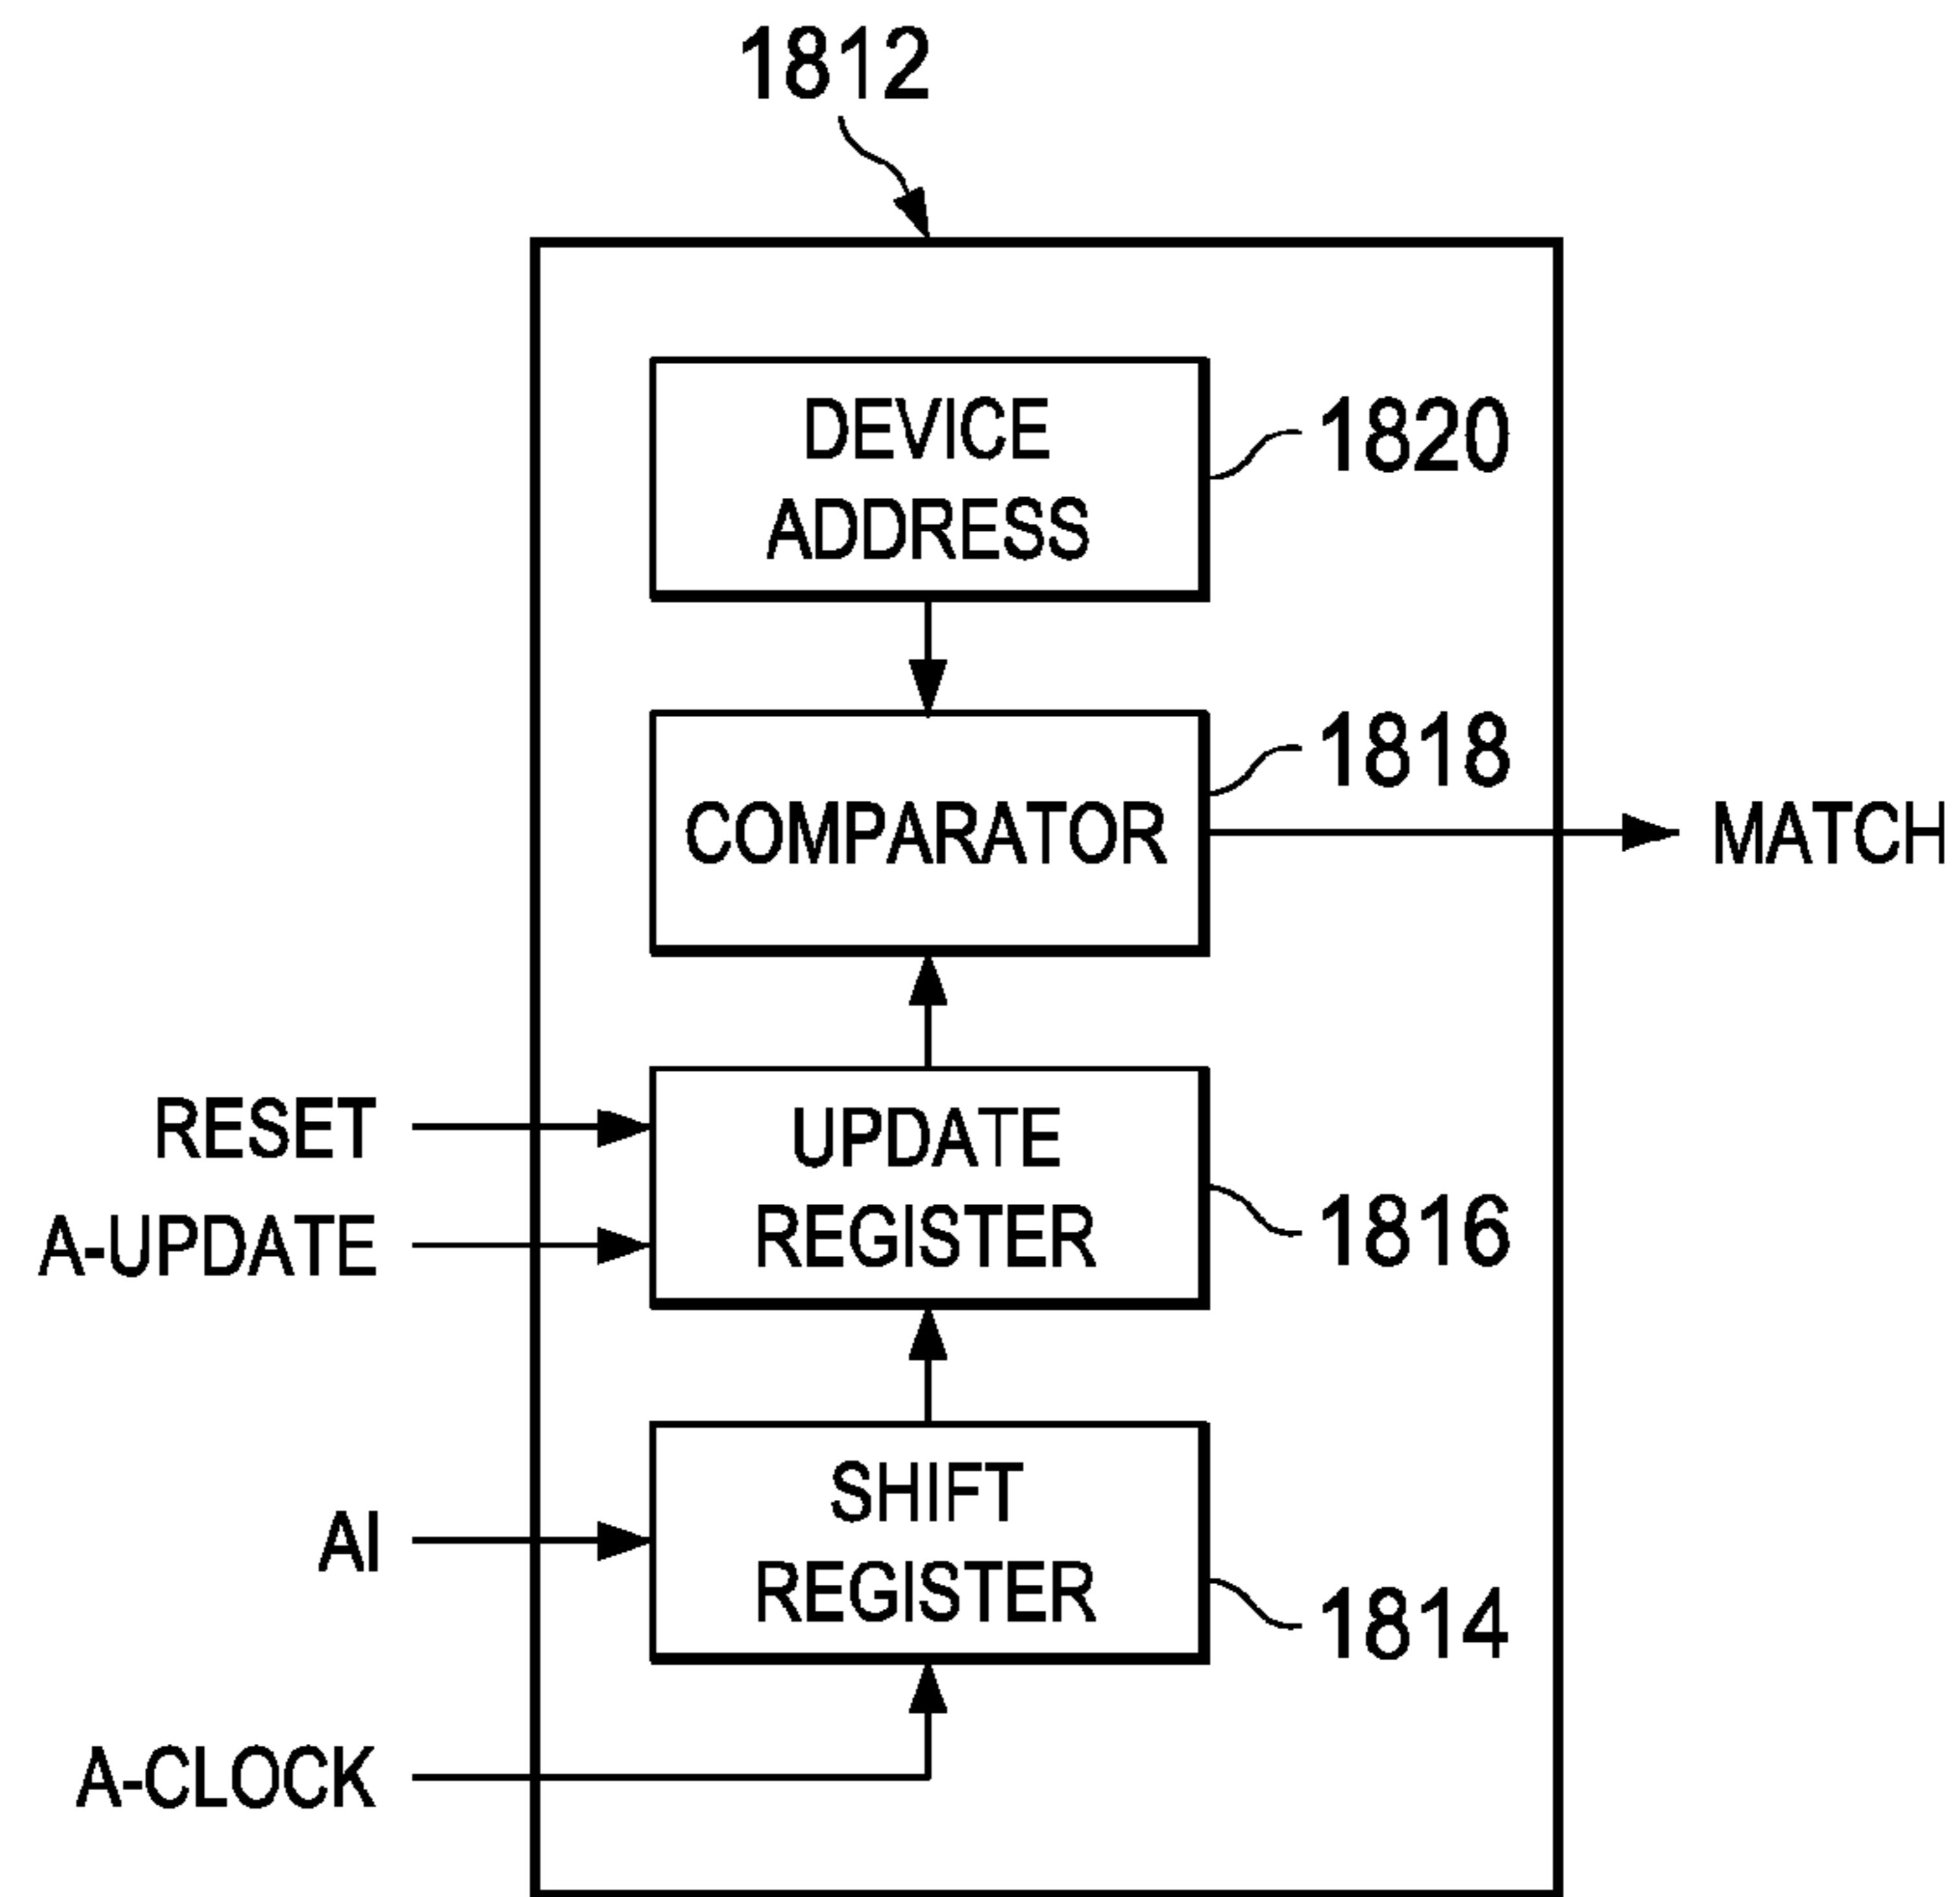 1812
DEVICE
ADDRESS
1820
COMPARATOR
1818
MATCH
RESET
A-UPDATE
UPDATE
REGISTER
1816
AI
SHIFT
REGISTER
1814
A-CLOCK